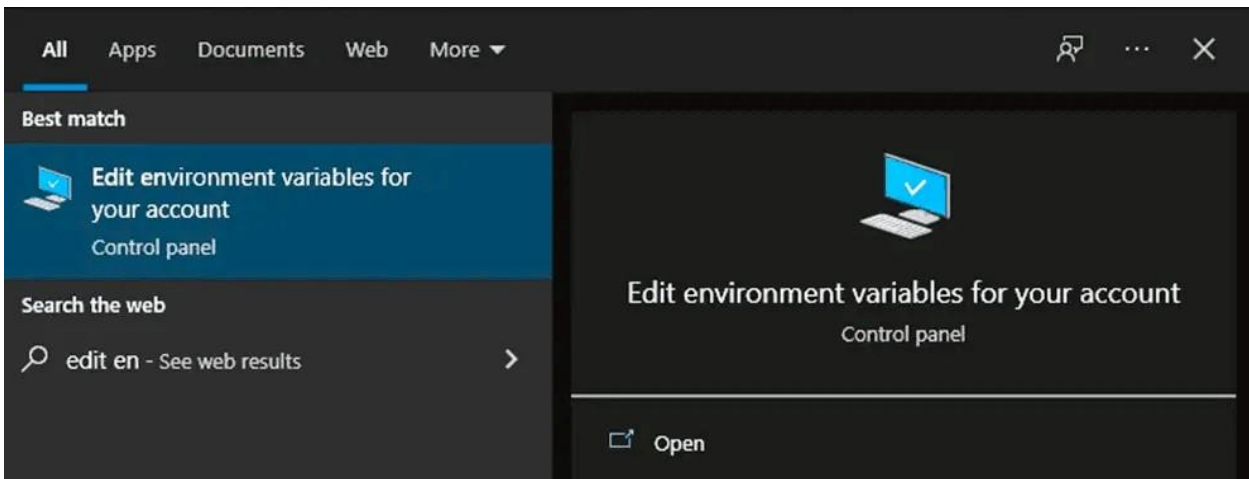 All Apps Documents Web More
Best match
Edit environment variables for
your account
Control panel
Search the web
edit en - See web results
Edit environment variables for your account
Control panel
Open